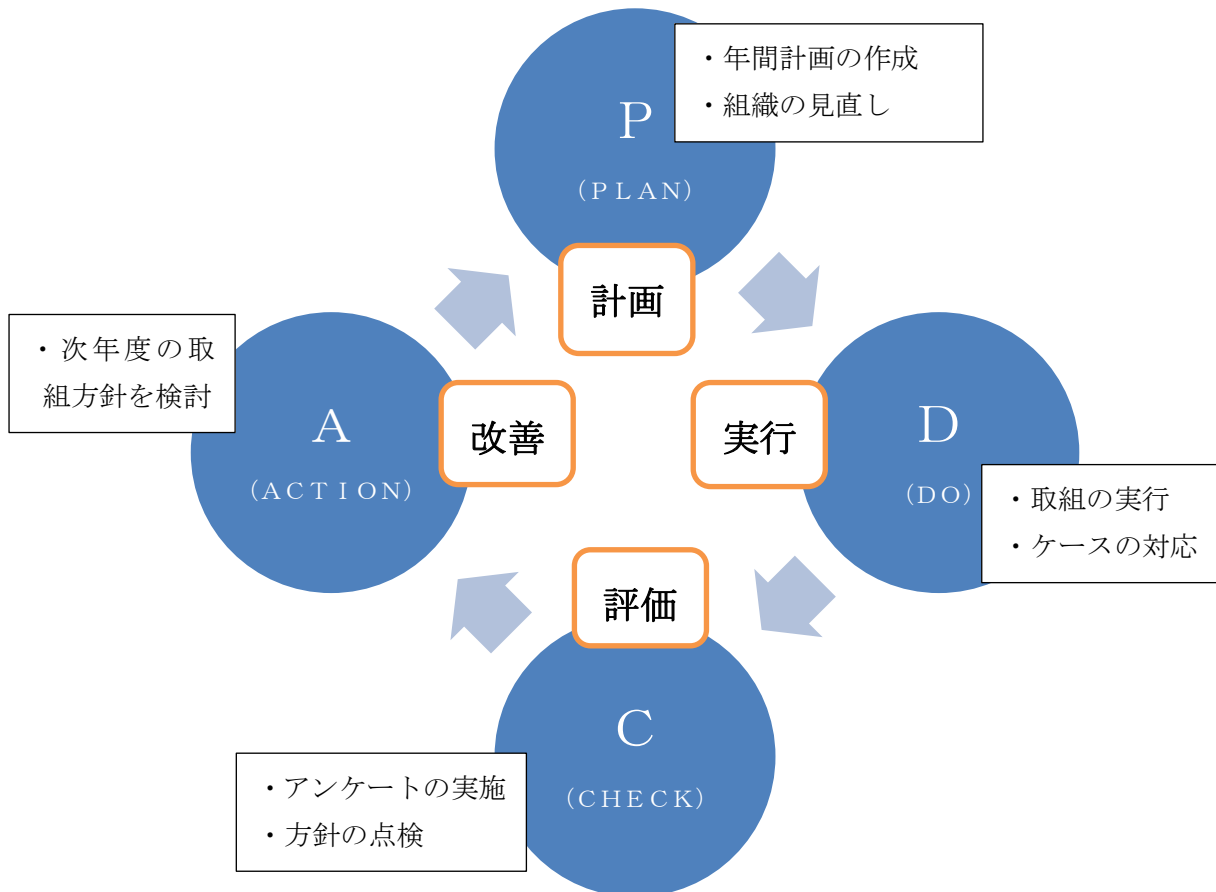 P
(ＰＬＡＮ)
・年間計画の作成
・組織の見直し
計画
D
(ＤＯ)
・取組の実行
・ケースの対応
実行
C
(ＣＨＥＣＫ)
・アンケートの実施
・方針の点検
評価
A
(ＡＣＴＩＯＮ)
・次年度の取
組方針を検討
改善